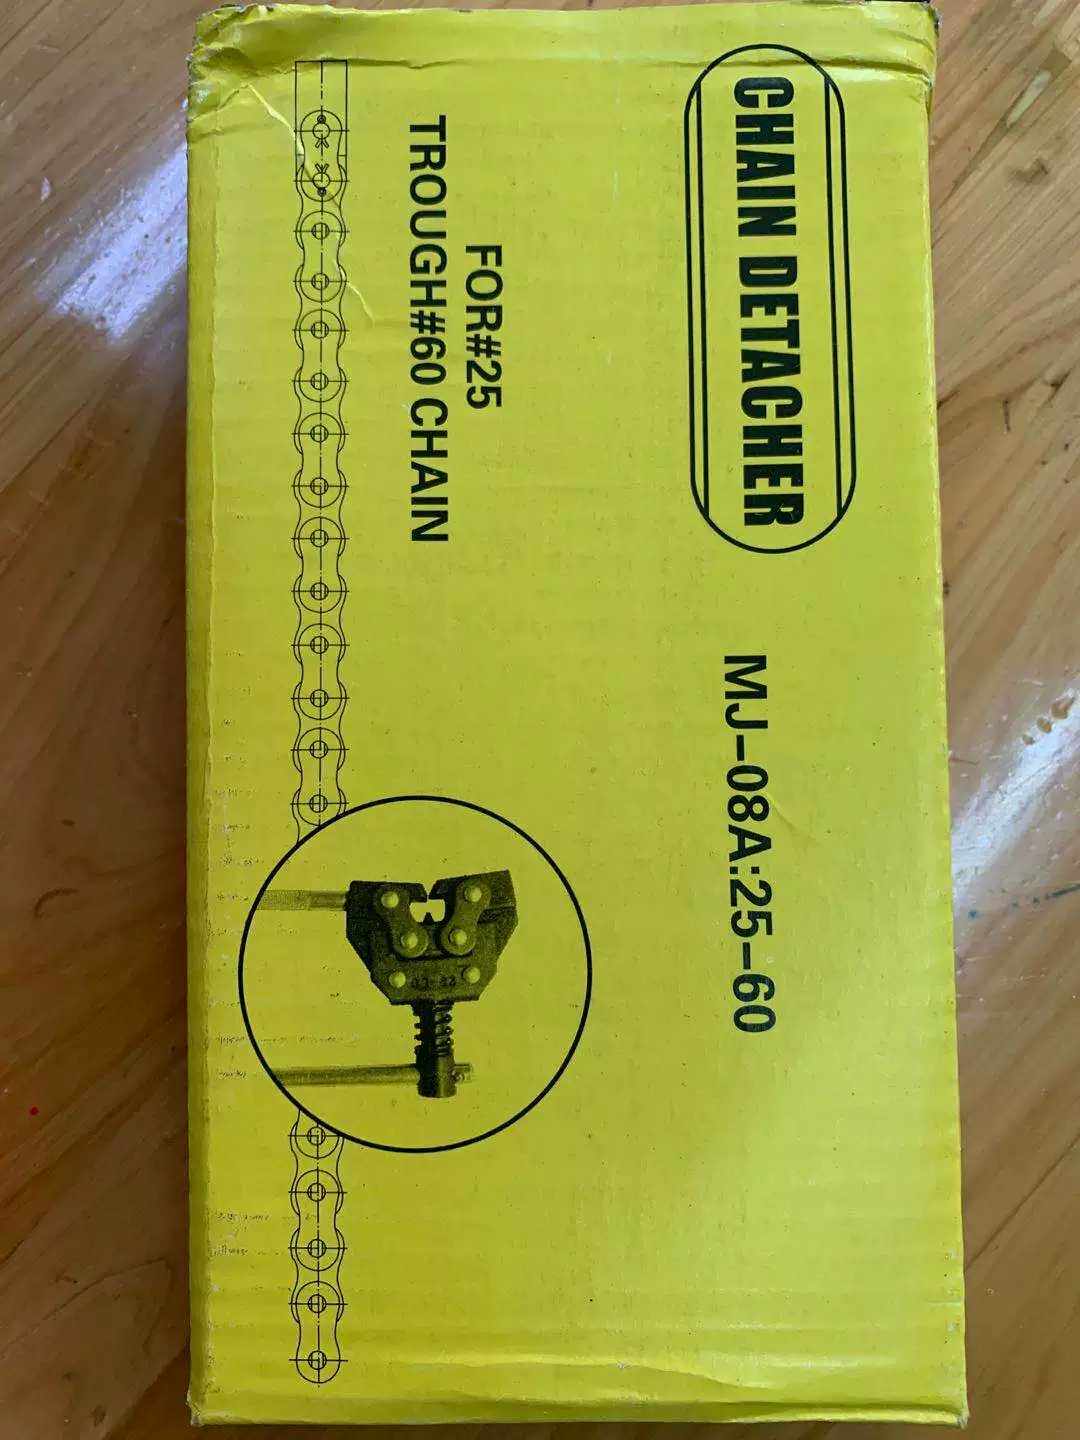 CHAIN DETACHER
MJ-08A:25-60
FOR#25
TROUGH#60 CHAIN